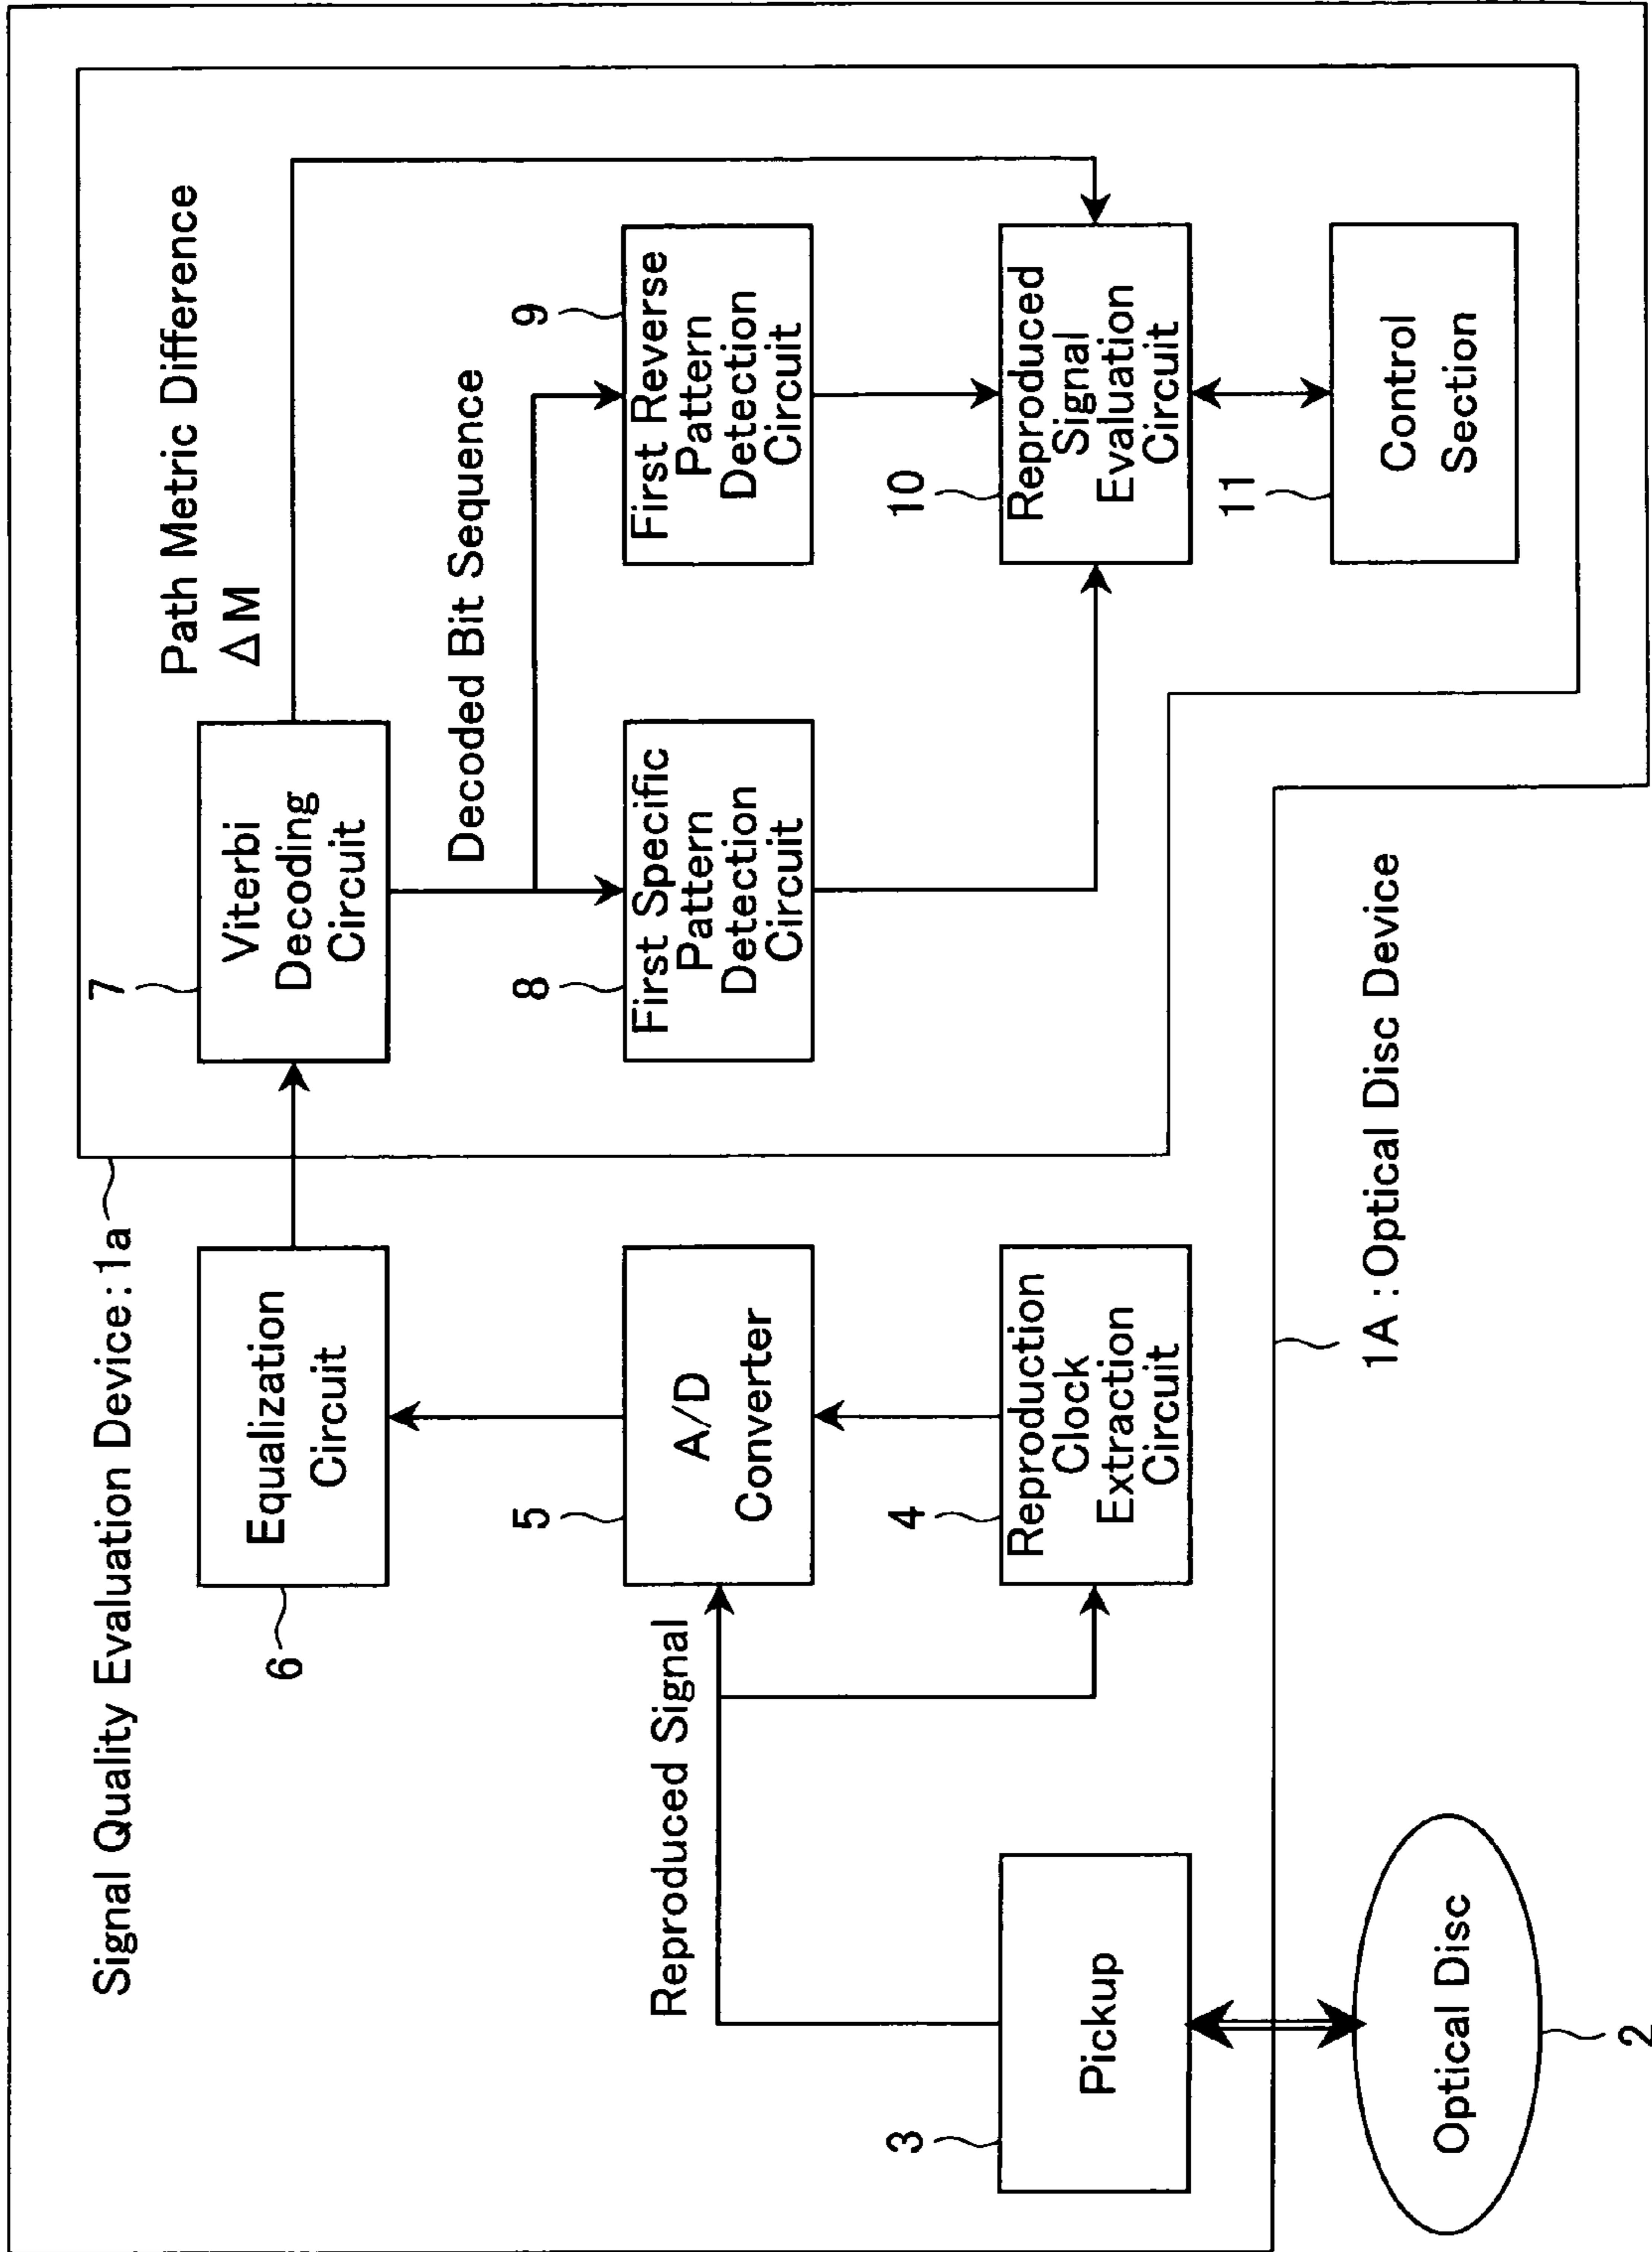 Signal Quality Evaluation Device:1a
6
Equalization
Circuit
7
Viterbi
Decoding
Circuit
Path Metric Difference
ΔM
Decoded Bit Sequence
Reproduced Signal
5
A/D
Converter
8
First Specific
Pattern
Detection
Circuit
9
First Reverse
Pattern
Detection
Circuit
3
Pickup
4
Reproduction
Clock
Extraction
Circuit
10
Reproduced
Signal
Evaluation
Circuit
11
Control
Section
1A : Optical Disc Device
Optical Disc
2